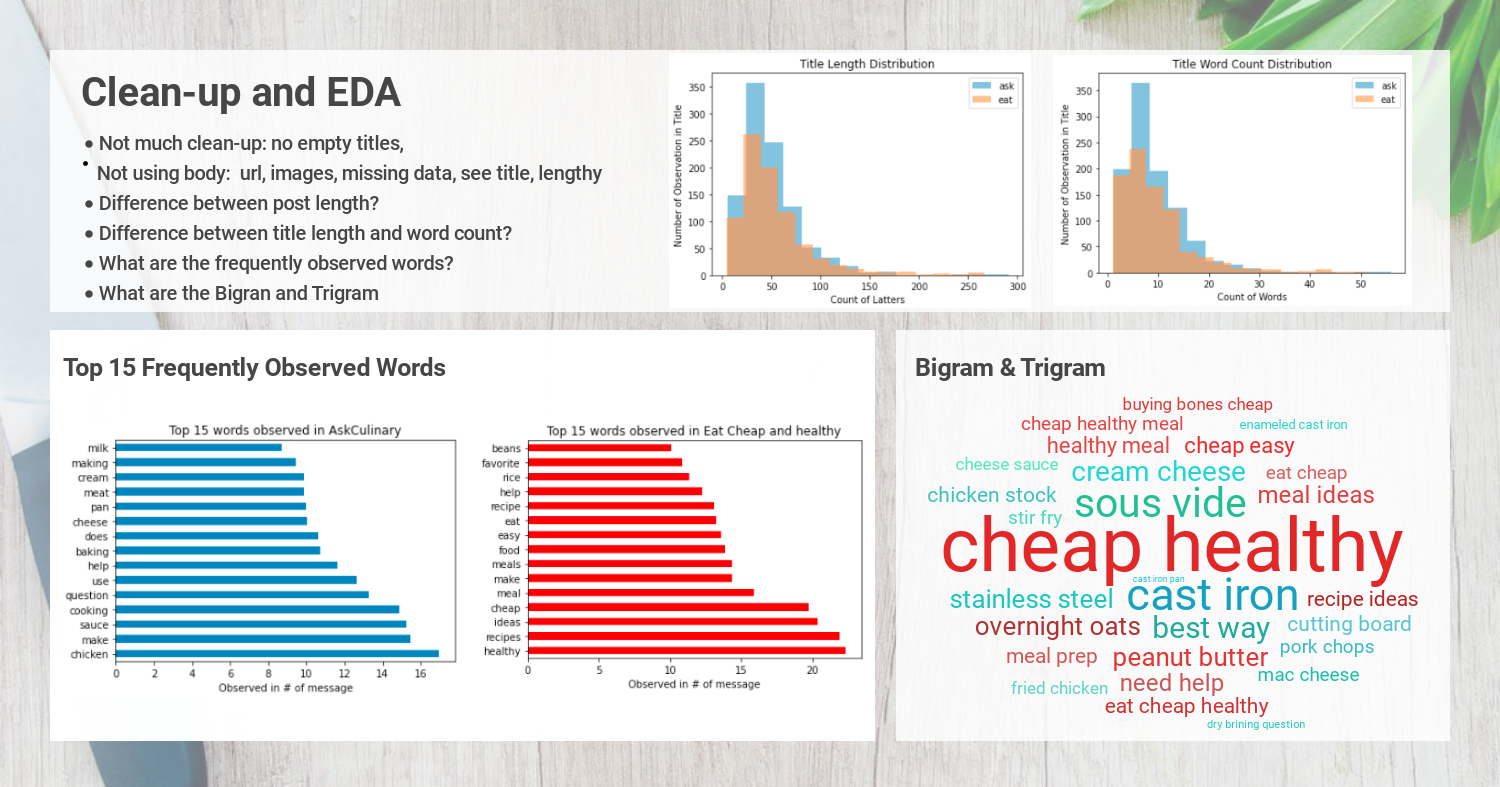 Clean-up and EDA
• Not much clean-up: no empty titles,
• Not using body: url, images, missing data, see title, lengthy
• Difference between post length?
• Difference between title length and word count?
• What are the frequently observed words?
• What are the Bigran and Trigram
Title Length Distribution
ask
eat
Number of Observation in Title
350
300
250
200
150
100
50
0
0 50 100 150 200 250 300
Count of Latters
Title Word Count Distribution
ask
eat
Number of Observation in Title
350
300
250
200
150
100
50
0
0 10 20 30 40 50
Count of Words
Top 15 Frequently Observed Words
Top 15 words observed in AskCulinary
milk
making
cream
meat
pan
cheese
does
baking
help
use
question
cooking
sauce
make
chicken
0 2 4 6 8 10 12 14 16
Observed in # of message
Top 15 words observed in Eat Cheap and healthy
beans
favorite
rice
help
recipe
eat
easy
food
meals
make
meal
cheap
ideas
recipes
healthy
0 5 10 15 20
Observed in # of message
Bigram & Trigram
buying bones cheap
cheap healthy meal
enameled cast iron
healthy meal
cheap easy
cheese sauce
cream cheese
eat cheap
chicken stock
sous vide
meal ideas
stir fry
cheap healthy
cast iron pan
stainless steel
cast iron
recipe ideas
overnight oats
best way
cutting board
meal prep
peanut butter
pork chops
fried chicken
need help
mac cheese
eat cheap healthy
dry brining question